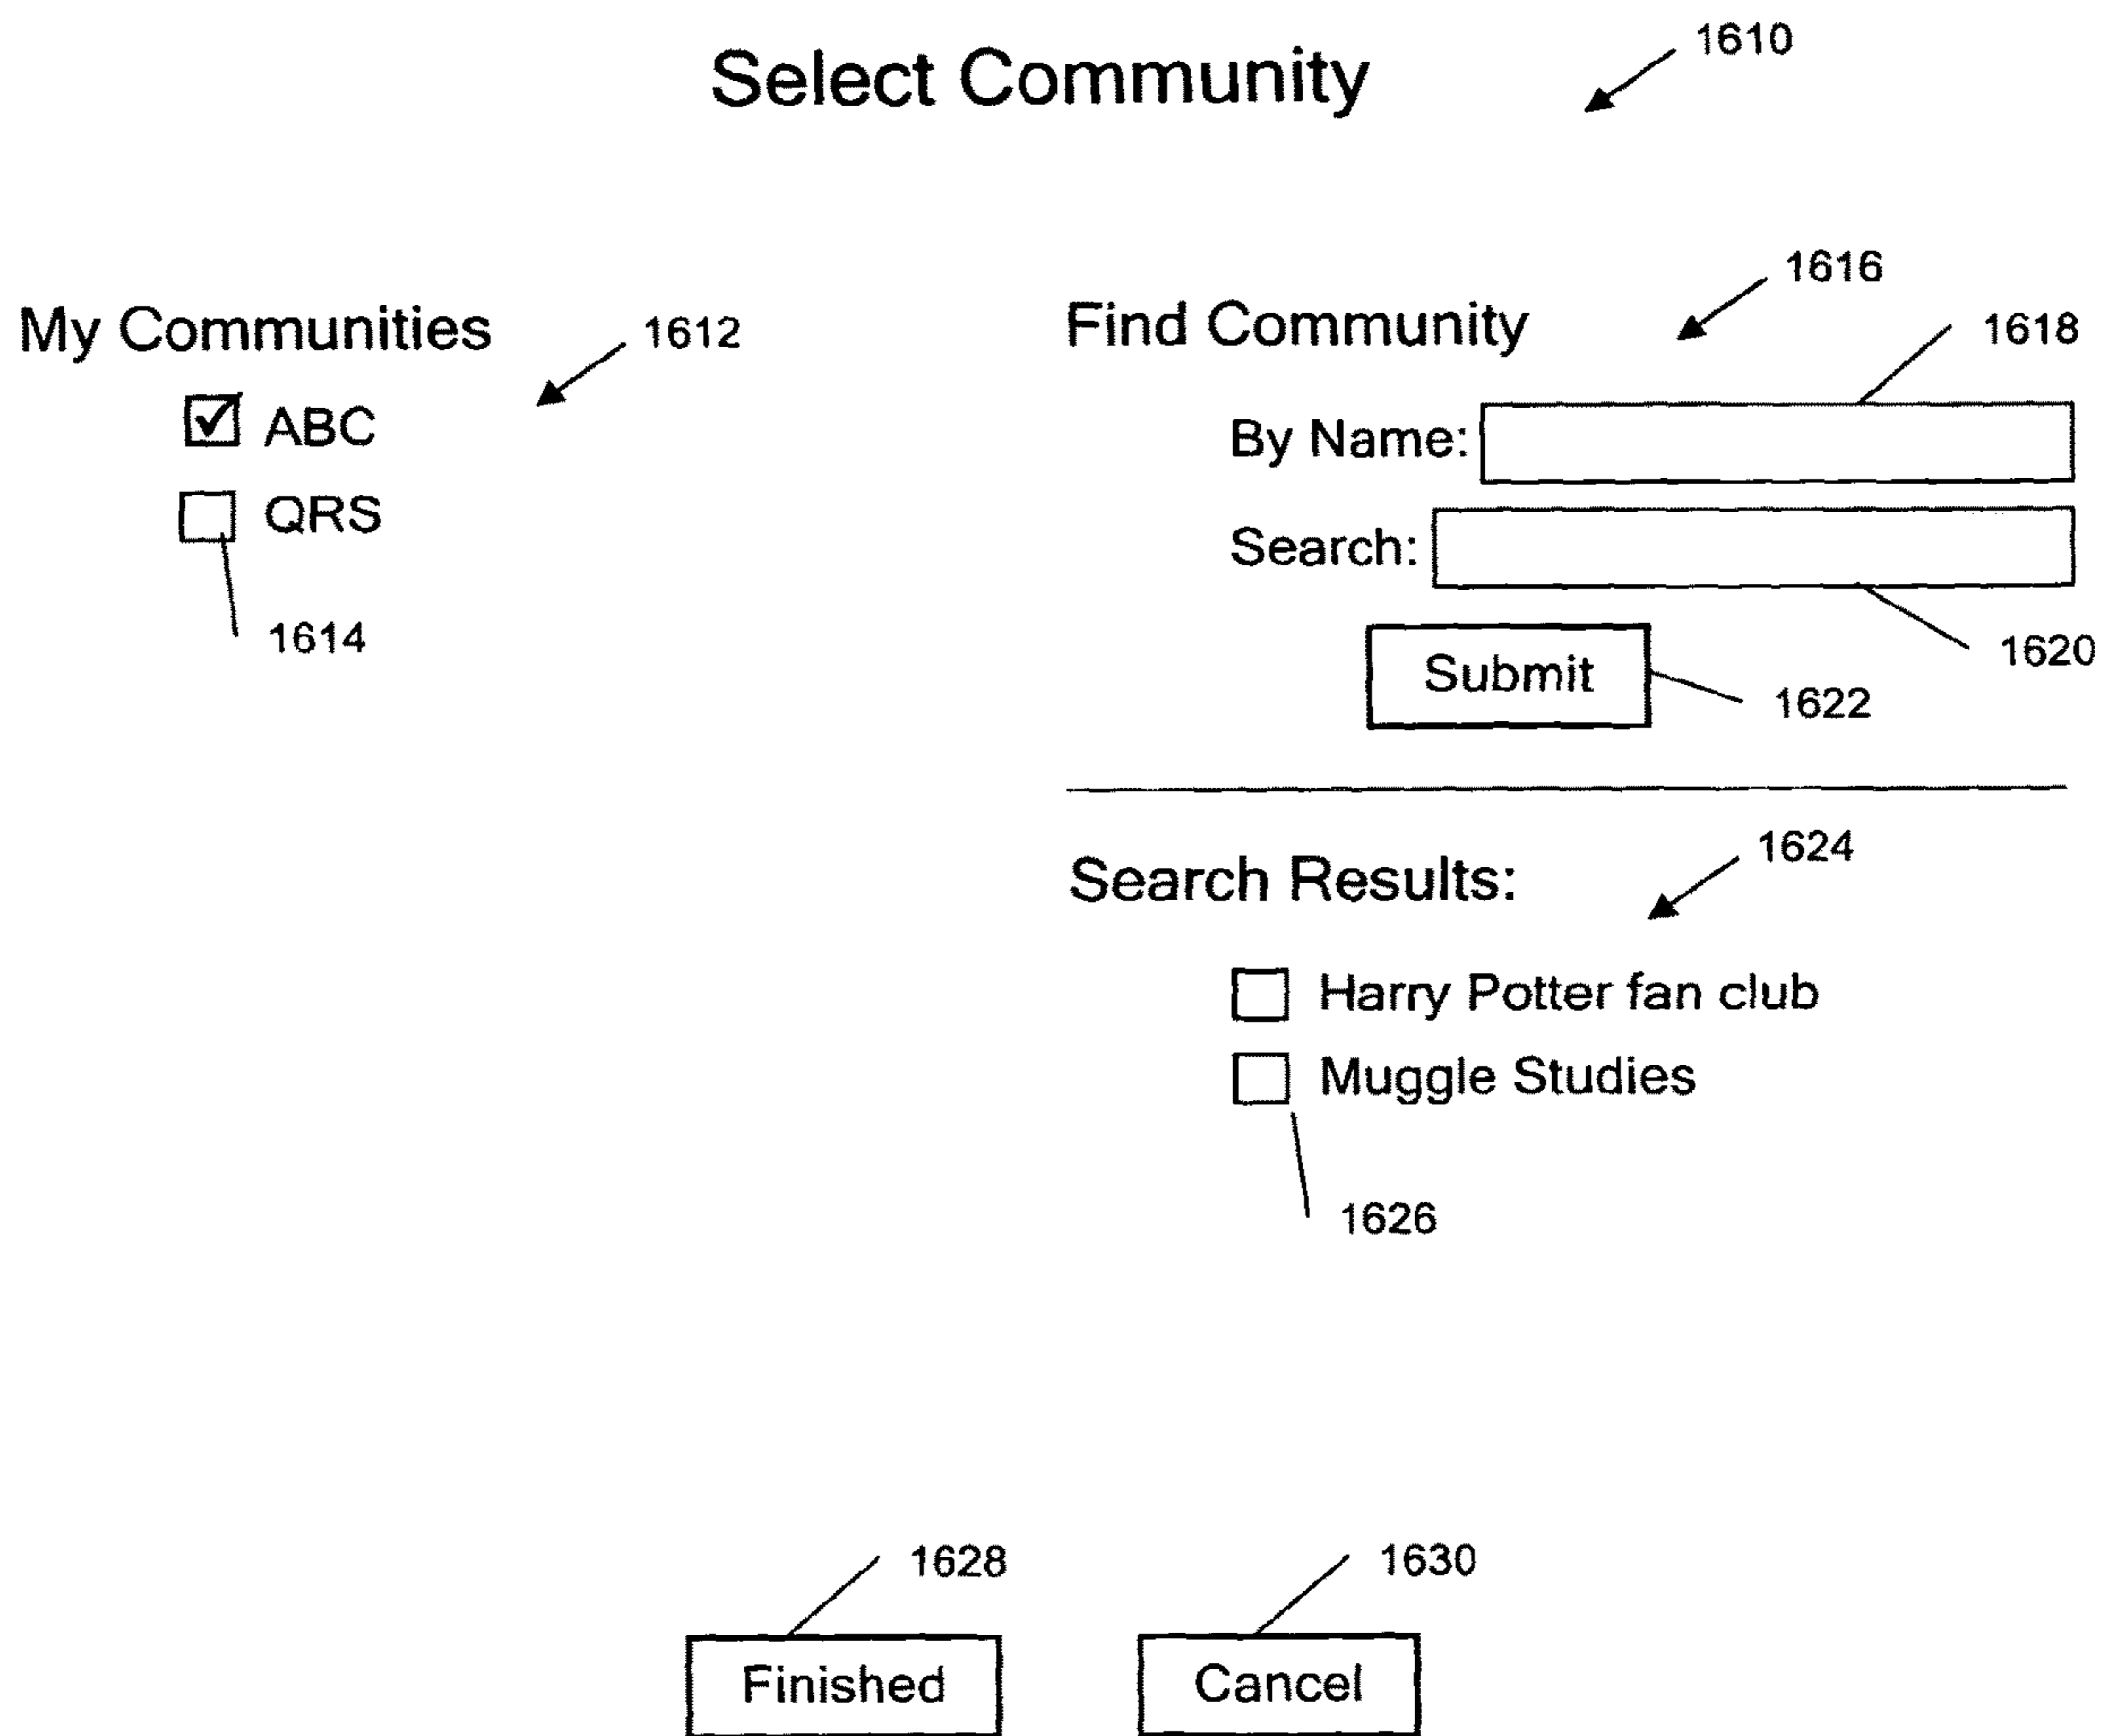 Select Community
1610
My Communities
1612
ABC
QRS
1614
Find Community
1616
1618
By Name:
Search:
1620
Submit
1622
Search Results:
1624
Harry Potter fan club
Muggle Studies
1626
1628
1630
Finished
Cancel